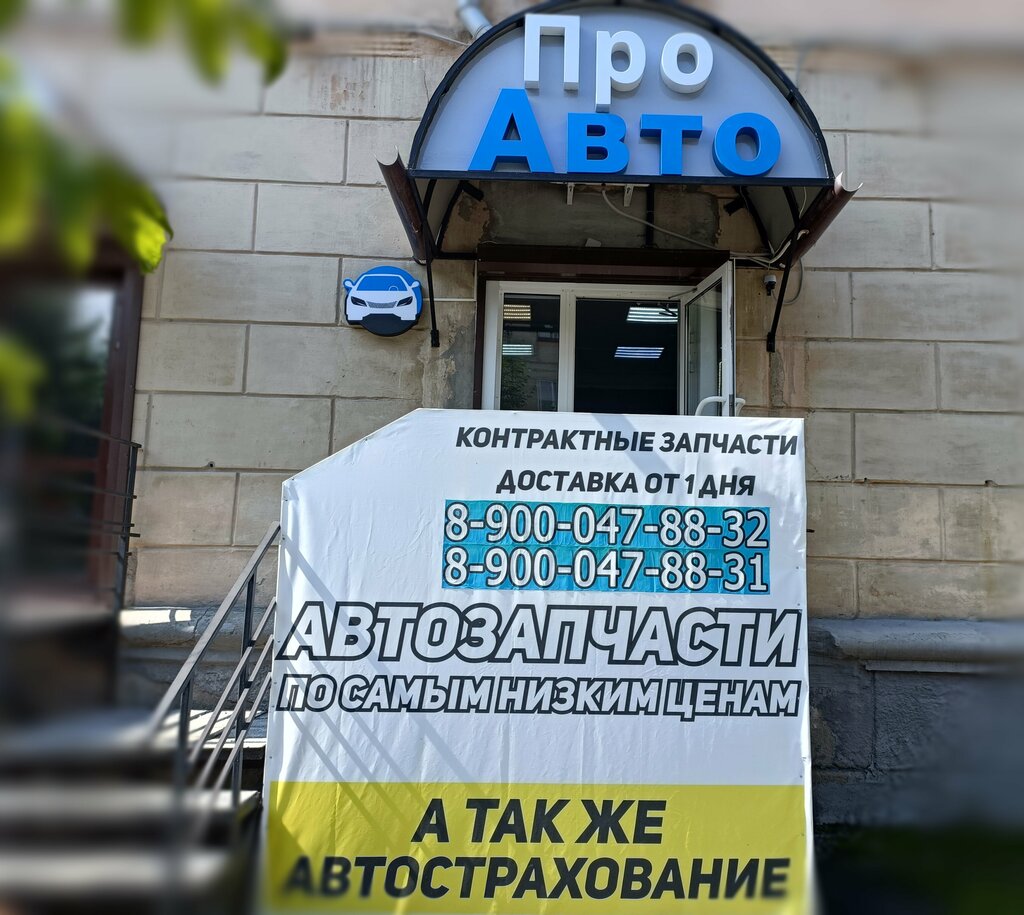 Про
Авто
КОНТРАКТНЫЕ ЗАПЧАСТИ
ДОСТАВКА ОТ 1 ДНЯ
8-900-047-88-32
8-900-047-88-31
АВТОЗАПЧАСТИ
ПО САМЫМ НИЗКИМ ЦЕНАМ
А ТАК ЖЕ
АВТОСТРАХОВАНИЕ